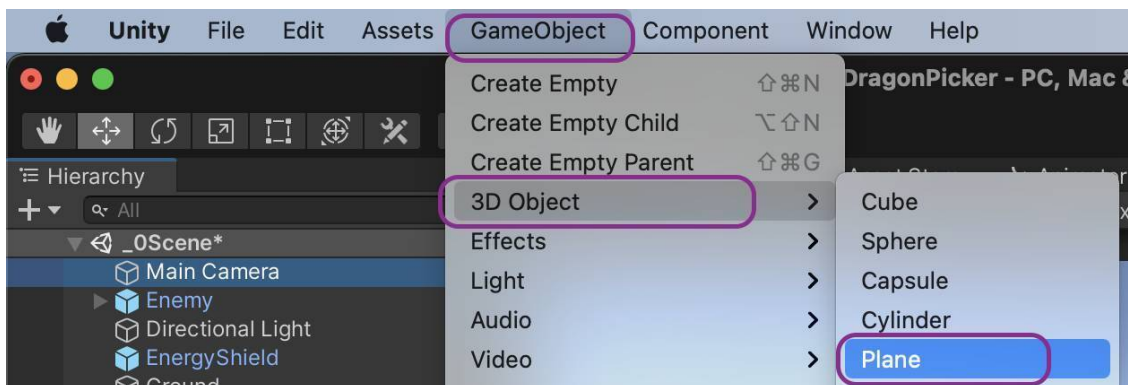 Unity File Edit Assets GameObject Component Window Help
Create Empty ⇧⌘N
DragonPicker - PC, Mac &
Create Empty Child ⌥⇧N
Create Empty Parent ⇧⌘G
Hierarchy
All
3D Object
Cube
_0Scene*
Effects
Sphere
Main Camera
Light
Capsule
Enemy
Directional Light
Audio
Cylinder
EnergyShield
Video
Plane